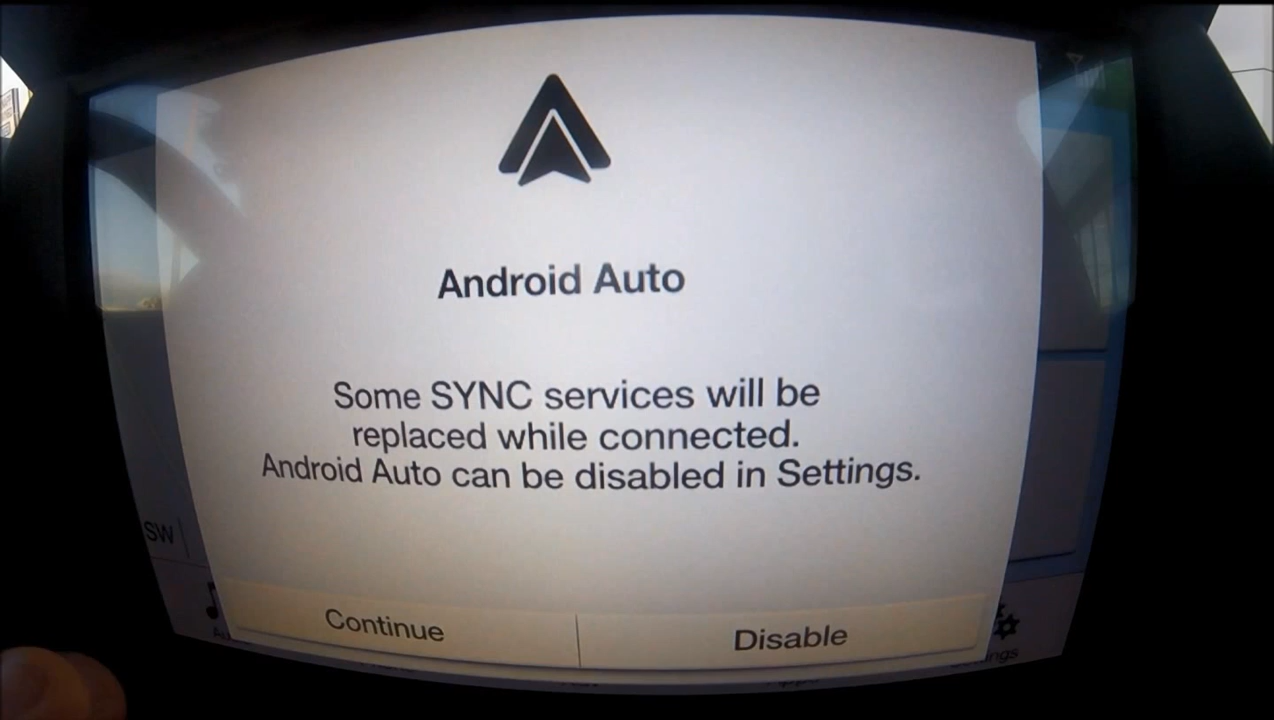 Android Auto
Some SYNC services will be
replaced while connected.
Android Auto can be disabled in Settings.
SW
Continue
Disable